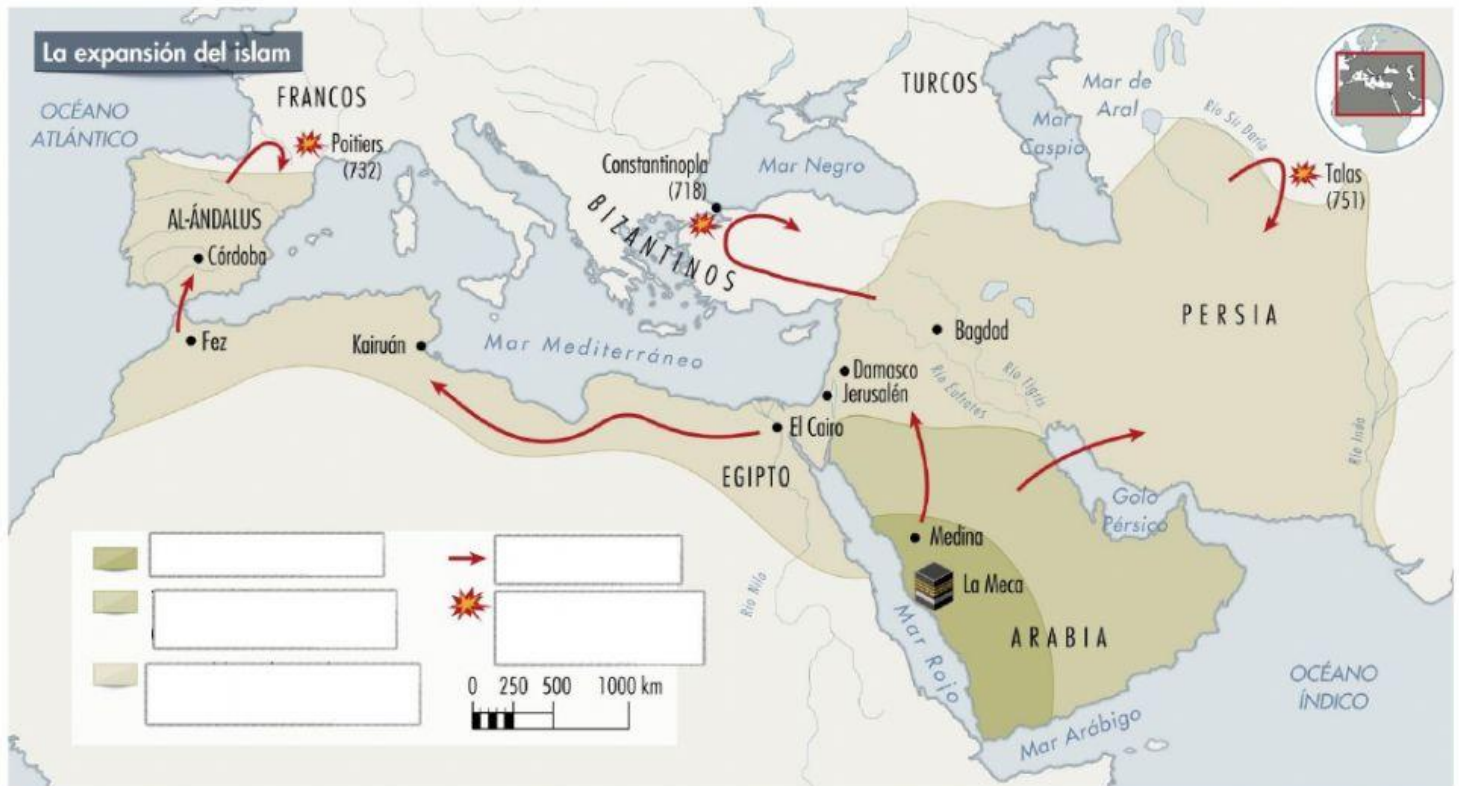 La expansión del islam
OCÉANO
ATLÁNTICO
FRANCOS
Poitiers
(732)
AL-ÁNDALUS
Córdoba
Fez
Kairuán
Mar Mediterráneo
Constantinopla
(718)
BIZANTINOS
Mar Negro
TURCOS
Mar
Caspio
Mar de
Aral
Río Sir Daria
Talas
(751)
PERSIA
Bagdad
Damasco
Jerusalén
Río Eufrates
Río Tigris
Río Indo
El Cairo
EGIPTO
Río Nilo
Golo
Pérsico
Medina
La Meca
ARABIA
Mar Rojo
Mar Arábigo
OCÉANO
ÍNDICO
0 250 500 1000 km